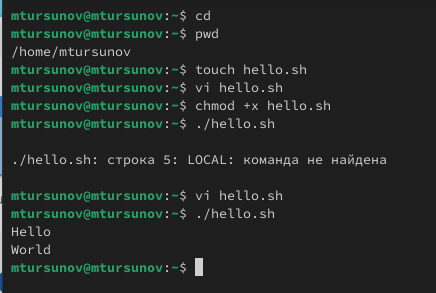 mtursunov@mtursunov:~$ cd
mtursunov@mtursunov:~$ pwd
/home/mtursunov
mtursunov@mtursunov:~$ touch hello.sh
mtursunov@mtursunov:~$ vi hello.sh
mtursunov@mtursunov:~$ chmod +x hello.sh
mtursunov@mtursunov:~$ ./hello.sh
./hello.sh: строка 5: LOCAL: команда не найдена
mtursunov@mtursunov:~$ vi hello.sh
mtursunov@mtursunov:~$ ./hello.sh
Hello
World
mtursunov@mtursunov:~$